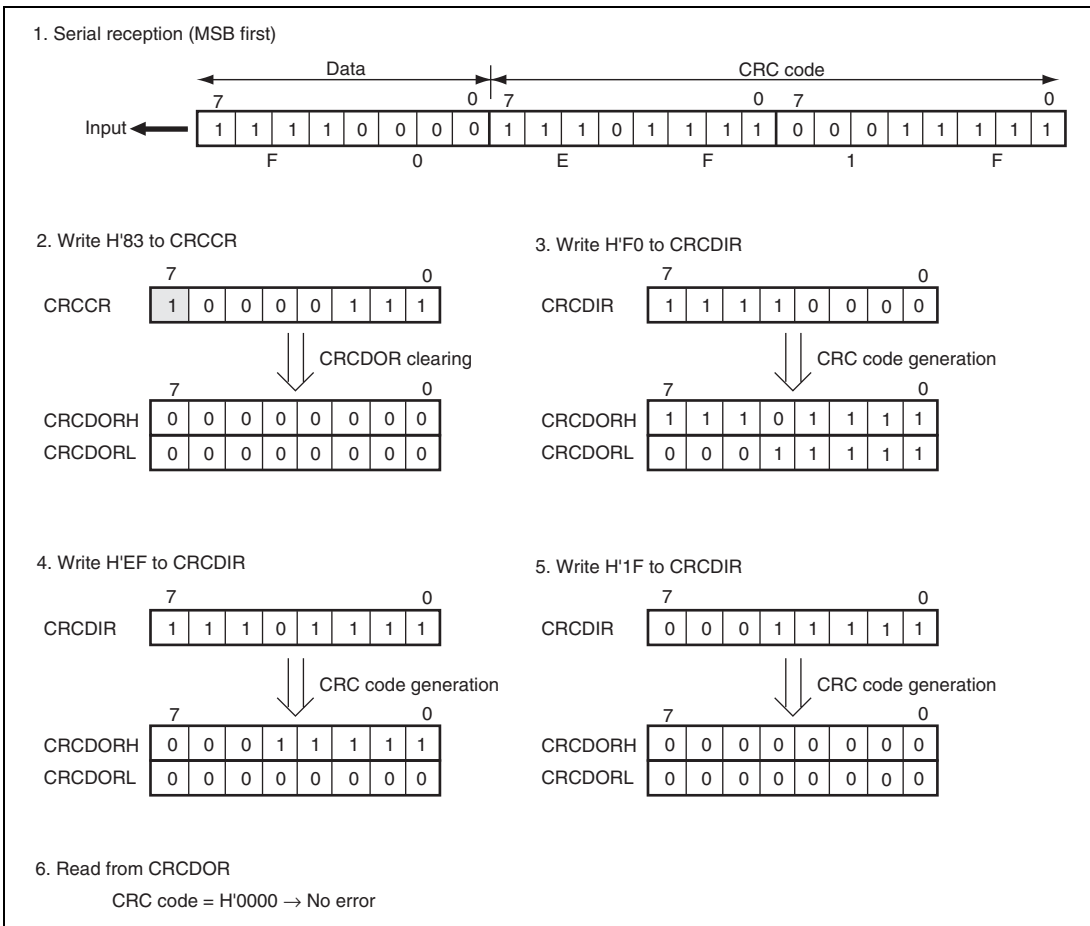 1. Serial reception (MSB first)
Data CRC code
7 0 7 0 7 0
Input 1 1 1 1 0 0 0 0 1 1 1 0 1 1 1 1 0 0 0 1 1 1 1 1
F 0 E F 1 F
2. Write H'83 to CRCCR
7 0
CRCCR 1 0 0 0 0 1 1 1
CRCDOR clearing
7 0
CRCDORH 0 0 0 0 0 0 0 0
CRCDORL 0 0 0 0 0 0 0 0
3. Write H'F0 to CRCDIR
7 0
CRCDIR 1 1 1 1 0 0 0 0
CRC code generation
7 0
CRCDORH 1 1 1 0 1 1 1 1
CRCDORL 0 0 0 1 1 1 1 1
4. Write H'EF to CRCDIR
7 0
CRCDIR 1 1 1 0 1 1 1 1
CRC code generation
7 0
CRCDORH 0 0 0 1 1 1 1 1
CRCDORL 0 0 0 0 0 0 0 0
5. Write H'1F to CRCDIR
7 0
CRCDIR 0 0 0 1 1 1 1 1
CRC code generation
7 0
CRCDORH 0 0 0 0 0 0 0 0
CRCDORL 0 0 0 0 0 0 0 0
6. Read from CRCDOR
CRC code = H'0000 → No error